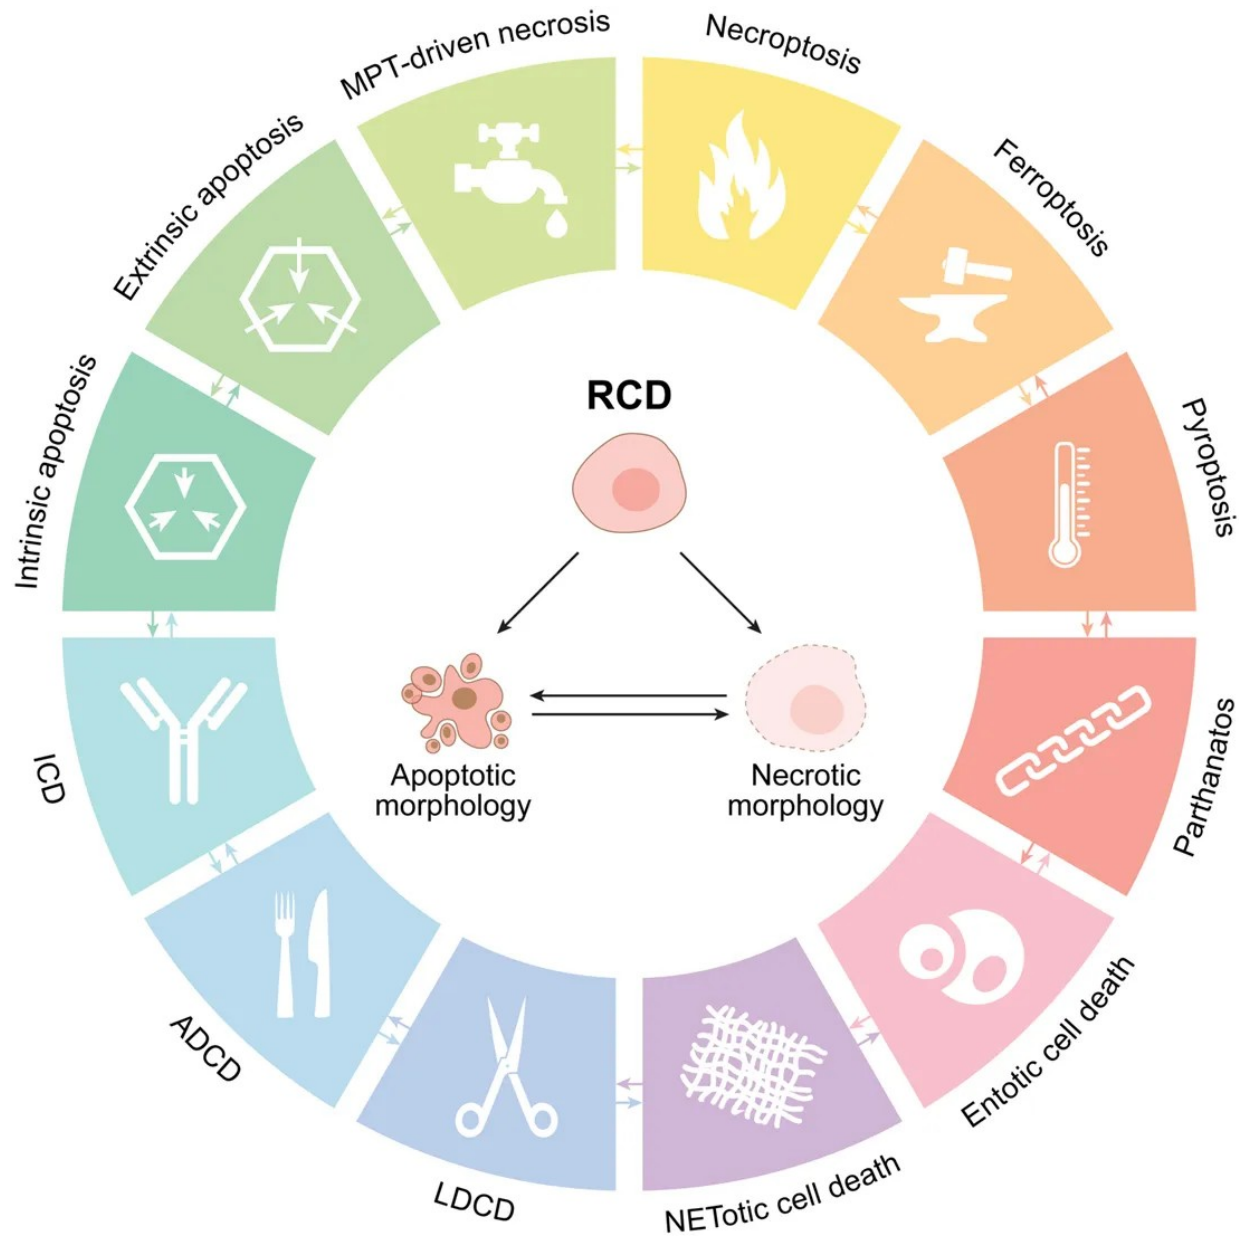 MPT-driven necrosis
Necroptosis
Extrinsic apoptosis
Ferroptosis
Intrinsic apoptosis
Pyroptosis
RCD
Apoptotic
morphology
Necrotic
morphology
ICD
Parthanatos
ADCD
Entotic cell death
LDCD
NETotic cell death